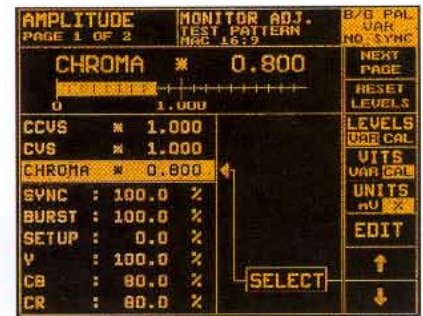 AMPLITUDE
PAGE 1 OF 2
MONITOR ADJ.
TEST PATTERN
MAC 16:9
B/G PAL
VAR
NO SYNC
CHROMA * 0.800
0 1.000
NEXT
PAGE
RESET
LEVELS
CCVS * 1.000
CVS * 1.000
CHROMA * 0.800
SYNC : 100.0 %
BURST : 100.0 %
SETUP : 0.0 %
Y : 100.0 %
CB : 80.0 %
CR : 80.0 %
SELECT
LEVELS
VAR CAL
VITS
VAR CAL
UNITS
mV %
EDIT